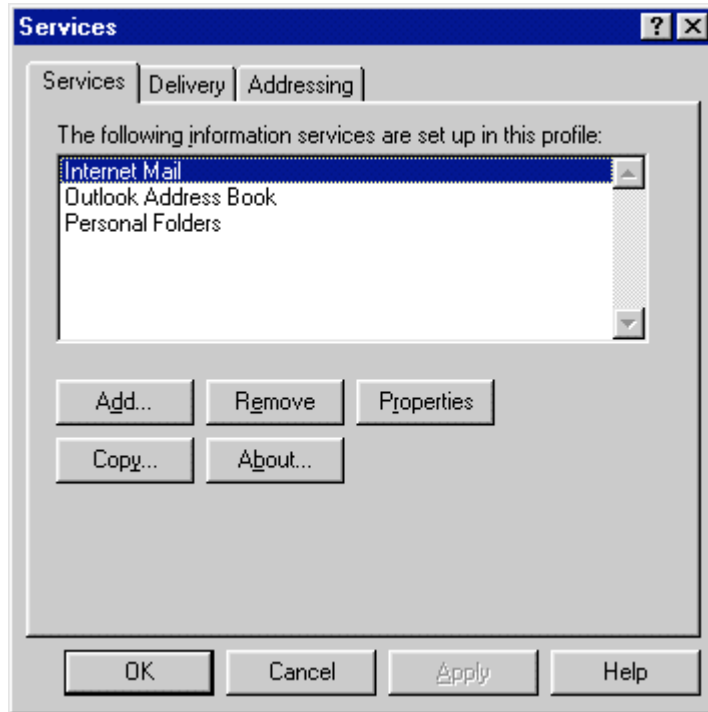 Services
Services Delivery Addressing
The following information services are set up in this profile:
Internet Mail
Outlook Address Book
Personal Folders
Add... Remove Properties
Copy... About...
OK Cancel Apply Help